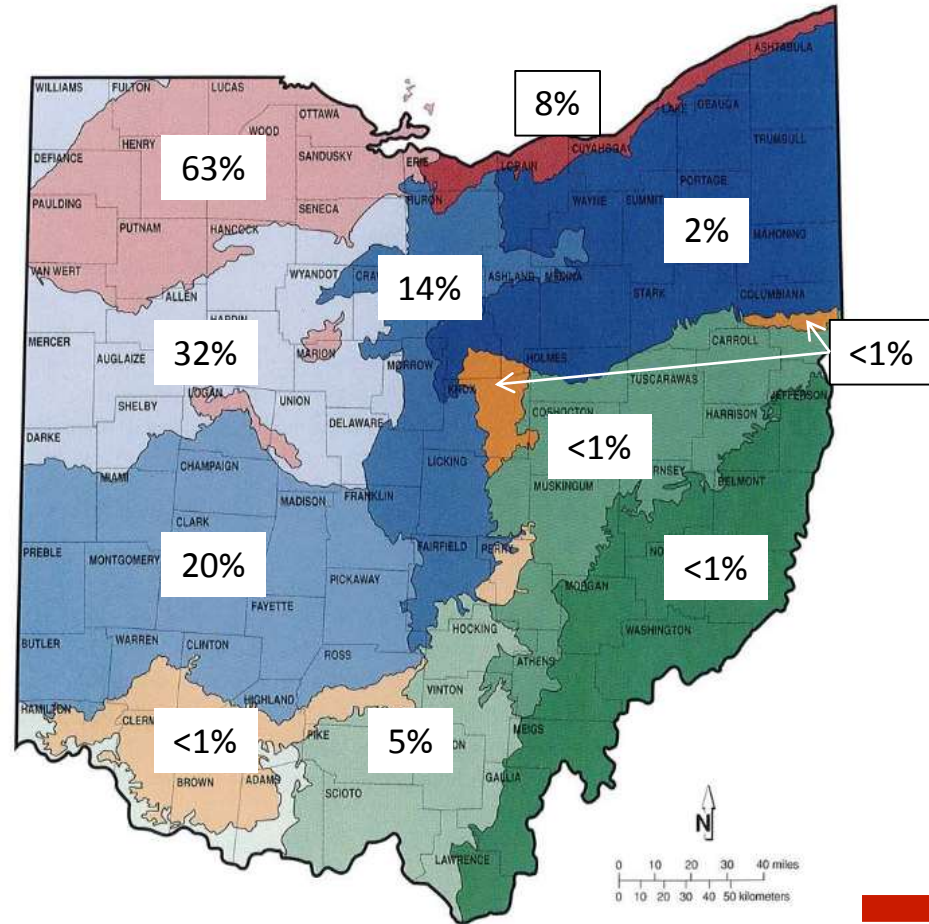 ASHTABULA
WILLIAMS
FULTON
LUCAS
8%
LAKE
GEAUGA
OTTAWA
WOOD
CUYAHOGA
TRUMBULL
DEFIANCE
HENRY
SANDUSKY
ERIE
LORAIN
63%
PORTAGE
HURON
WAYNE
SUMMIT
PAULDING
SENECA
2%
PUTNAM
HANCOCK
MAHONING
VAN WERT
WYANDOT
CRA
ASHLAND
MEDINA
14%
STARK
COLUMBIANA
ALLEN
HARDIN
MERCER
CARROLL
AUGLAIZE
32%
MARION
MORROW
HOLMES
<1%
KNOX
TUSCARAWAS
LOGAN
JEFFERSON
SHELBY
UNION
COSHOCTON
HARRISON
DELAWARE
DARKE
<1%
CHAMPAIGN
LICKING
RNSEY
MIAMI
BELMONT
MUSKINGUM
MADISON
FRANKLIN
CLARK
PREBLE
MONTGOMERY
20%
FAIRFIELD
PERRY
NO
<1%
PICKAWAY
MORGAN
FAYETTE
WASHINGTON
BUTLER
WARREN
CLINTON
HOCKING
ROSS
ATHENS
HIGHLAND
VINTON
HAMILTON
CLERM
<1%
PIKE
5%
ON
MEIGS
BROWN
ADAMS
GALLIA
SCIOTO
N
LAWRENCE
0 10 20 30 40 miles
0 10 20 30 40 50 kilometers